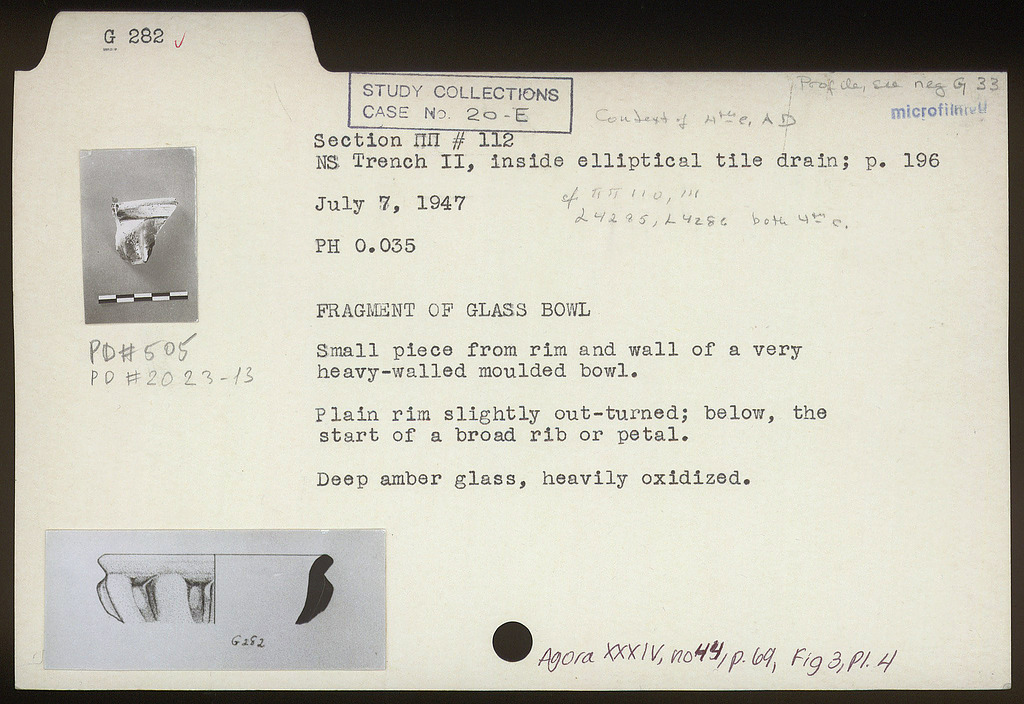 G 282 ✓
STUDY COLLECTIONS
CASE NO. 20-E
Profile, see neg G 33
microfilmed
Context of 4th c. A D
Section ΠΠ # 112
NS Trench II, inside elliptical tile drain; p. 196
July 7, 1947
cf ΠΠ 110, 111
L4285, L4286 both 4th c.
PH 0.035
FRAGMENT OF GLASS BOWL
PD#505
PD #2023-13
Small piece from rim and wall of a very
heavy-walled moulded bowl.
Plain rim slightly out-turned; below, the
start of a broad rib or petal.
Deep amber glass, heavily oxidized.
G282
Agora XXXIV, no 44, p. 69, Fig 3, Pl. 4